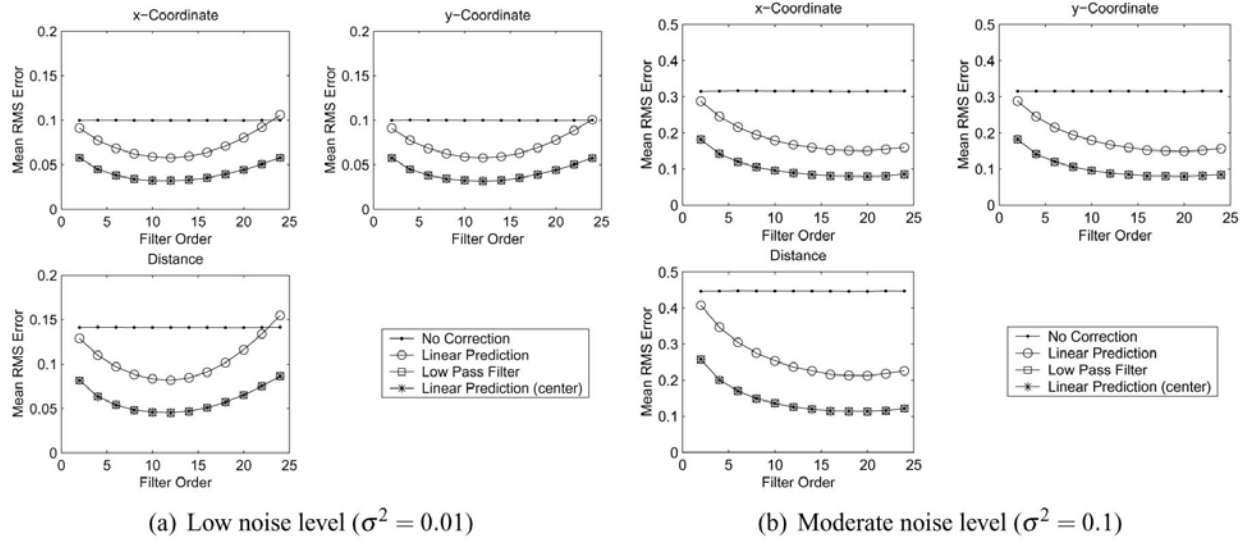 x-Coordinate
0.2
0.15
0.1
0.05
0
Mean RMS Error
0 5 10 15 20 25
Filter Order
y-Coordinate
0.2
0.15
0.1
0.05
0
Mean RMS Error
0 5 10 15 20 25
Filter Order
Distance
0.2
0.15
0.1
0.05
0
Mean RMS Error
0 5 10 15 20 25
Filter Order
No Correction
Linear Prediction
Low Pass Filter
Linear Prediction (center)
(a) Low noise level (σ² = 0.01)
x-Coordinate
0.5
0.4
0.3
0.2
0.1
0
Mean RMS Error
0 5 10 15 20 25
Filter Order
y-Coordinate
0.5
0.4
0.3
0.2
0.1
0
Mean RMS Error
0 5 10 15 20 25
Filter Order
Distance
0.5
0.4
0.3
0.2
0.1
0
Mean RMS Error
0 5 10 15 20 25
Filter Order
No Correction
Linear Prediction
Low Pass Filter
Linear Prediction (center)
(b) Moderate noise level (σ² = 0.1)